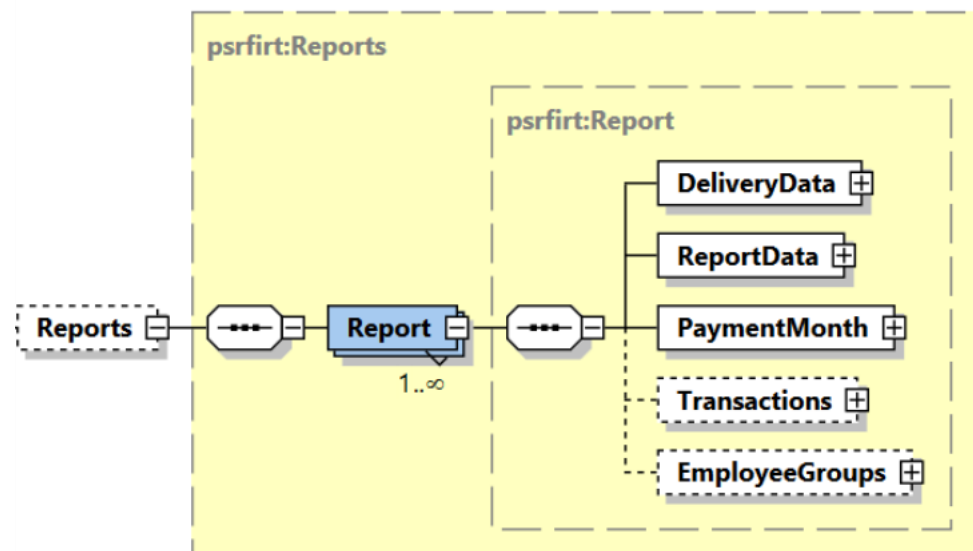 psrfirt:Reports
psrfirt:Report
DeliveryData
ReportData
Reports
Report
PaymentMonth
1..∞
Transactions
EmployeeGroups